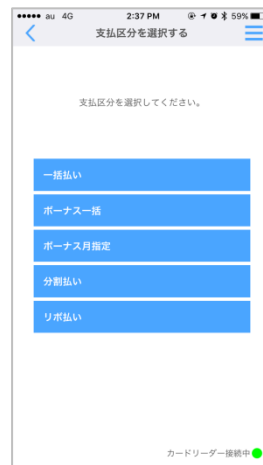 au 4G 2:37 PM 59%
支払区分を選択する
支払区分を選択してください。
一括払い
ボーナス一括
ボーナス月指定
分割払い
リボ払い
カードリーダー接続中